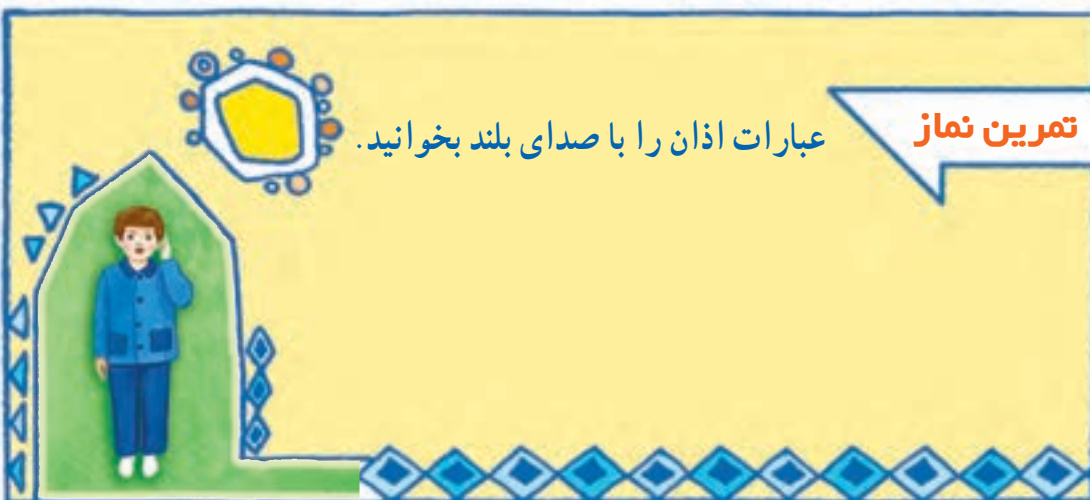 تمرین نماز
عبارات اذان را با صدای بلند بخوانید.